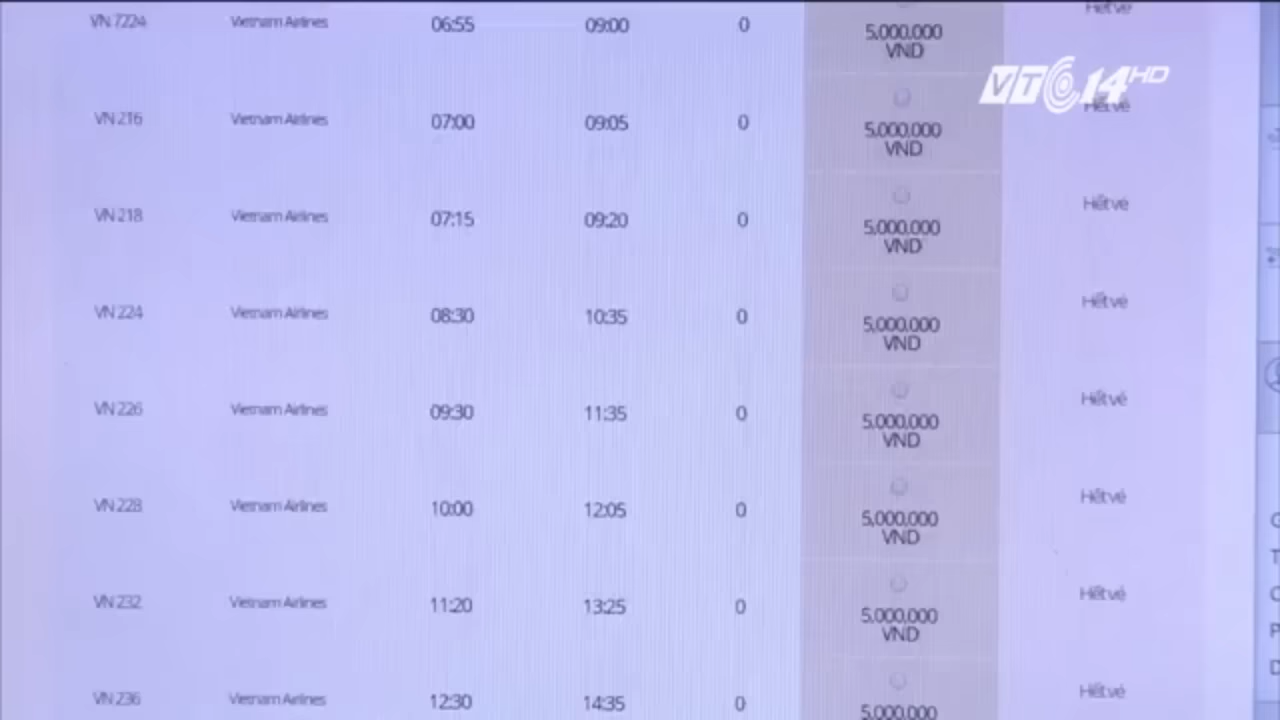 VN 7224 Vietnam Airlines 06:55 09:00 0 5,000,000 VND Hết vé
VTC14 HD
VN 216 Vietnam Airlines 07:00 09:05 0 5,000,000 VND Hết vé
VN 218 Vietnam Airlines 07:15 09:20 0 5,000,000 VND Hết vé
VN 224 Vietnam Airlines 08:30 10:35 0 5,000,000 VND Hết vé
VN 226 Vietnam Airlines 09:30 11:35 0 5,000,000 VND Hết vé
VN 228 Vietnam Airlines 10:00 12:05 0 5,000,000 VND Hết vé
VN 232 Vietnam Airlines 11:20 13:25 0 5,000,000 VND Hết vé
VN 236 Vietnam Airlines 12:30 14:35 0 5,000,000 Hết vé